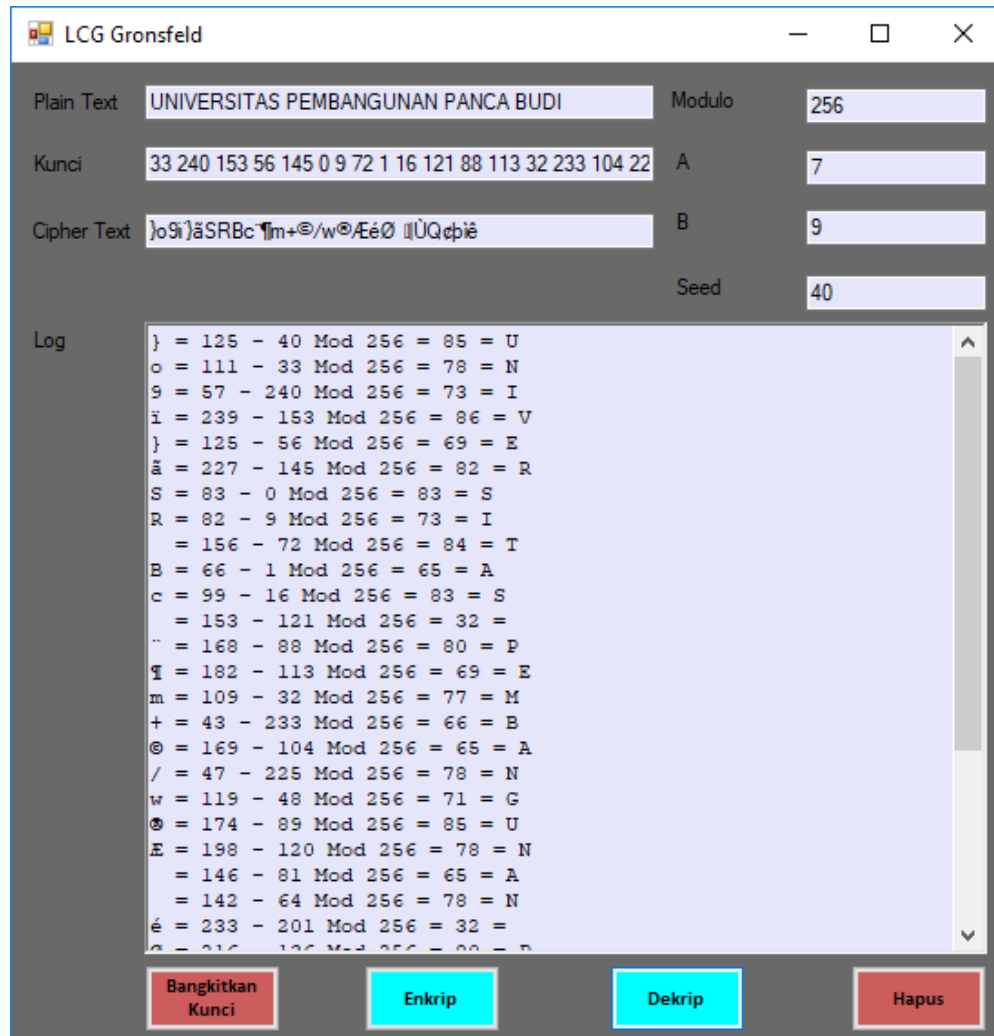 LCG Gronsfeld
Plain Text UNIVERSITAS PEMBANGUNAN PANCA BUDI Modulo 256
Kunci 33 240 153 56 145 0 9 72 1 16 121 88 113 32 233 104 22 A 7
Cipher Text B 9
Seed 40
Log
} = 125 - 40 Mod 256 = 85 = U
o = 111 - 33 Mod 256 = 78 = N
9 = 57 - 240 Mod 256 = 73 = I
ï = 239 - 153 Mod 256 = 86 = V
} = 125 - 56 Mod 256 = 69 = E
ã = 227 - 145 Mod 256 = 82 = R
S = 83 - 0 Mod 256 = 83 = S
R = 82 - 9 Mod 256 = 73 = I
= 156 - 72 Mod 256 = 84 = T
B = 66 - 1 Mod 256 = 65 = A
c = 99 - 16 Mod 256 = 83 = S
= 153 - 121 Mod 256 = 32 =
¨ = 168 - 88 Mod 256 = 80 = P
¶ = 182 - 113 Mod 256 = 69 = E
m = 109 - 32 Mod 256 = 77 = M
+ = 43 - 233 Mod 256 = 66 = B
© = 169 - 104 Mod 256 = 65 = A
/ = 47 - 225 Mod 256 = 78 = N
w = 119 - 48 Mod 256 = 71 = G
® = 174 - 89 Mod 256 = 85 = U
Æ = 198 - 120 Mod 256 = 78 = N
= 146 - 81 Mod 256 = 65 = A
= 142 - 64 Mod 256 = 78 = N
é = 233 - 201 Mod 256 = 32 =
Bangkitkan
Kunci
Enkrip
Dekrip
Hapus